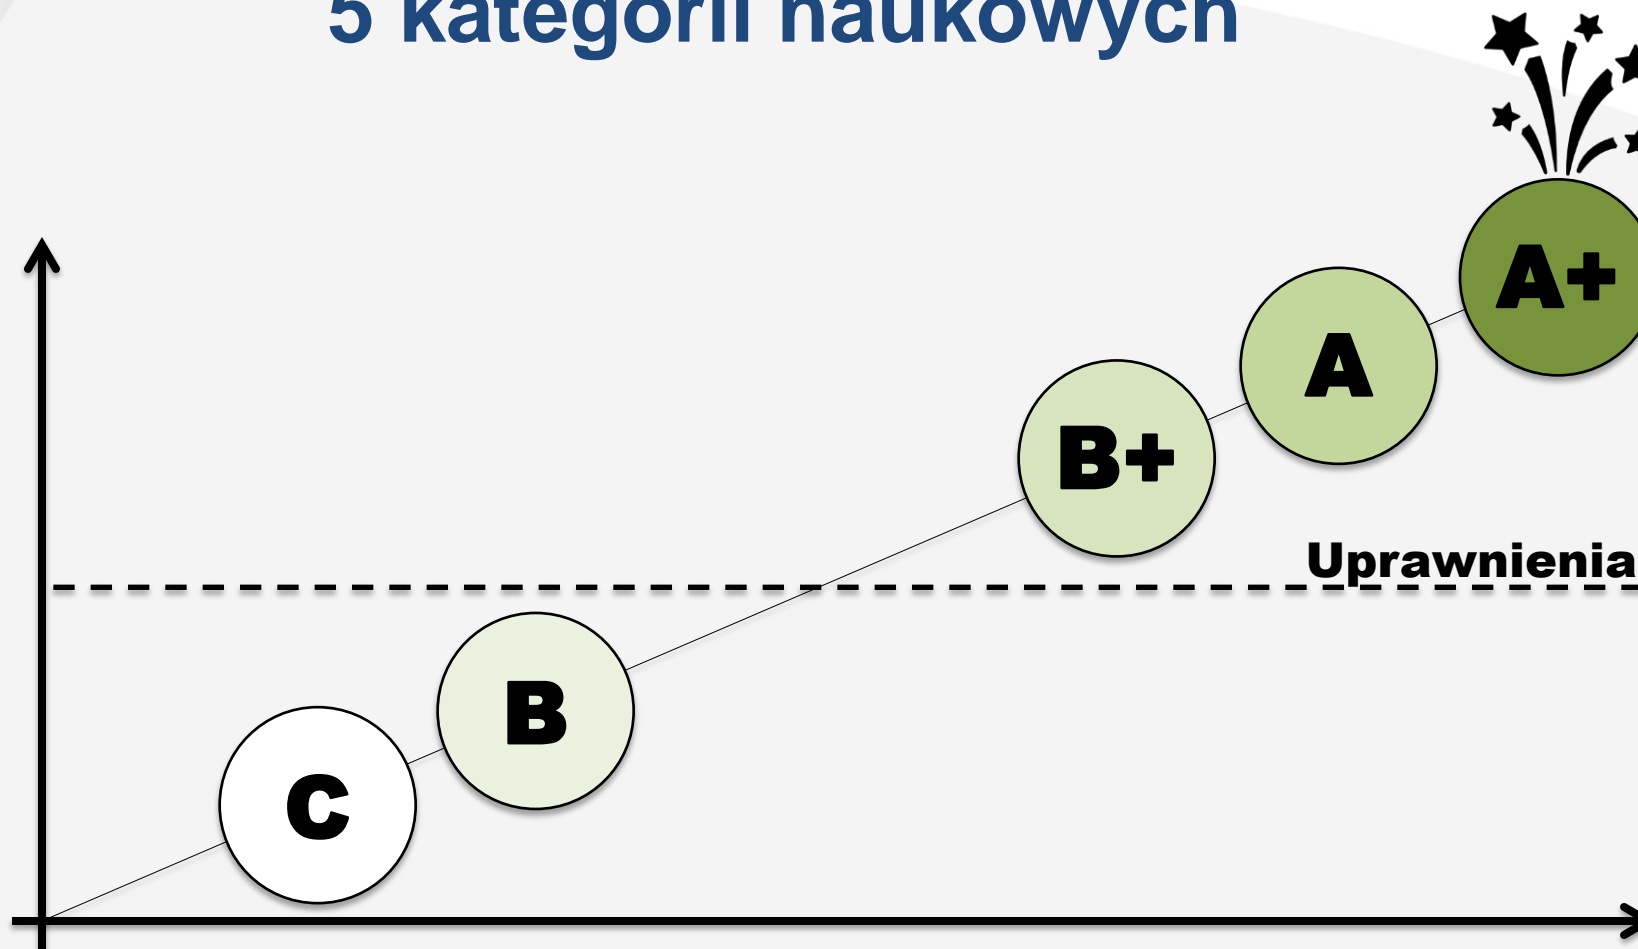 5 kategorii naukowych
A+
A
B+
Uprawnienia
B
C